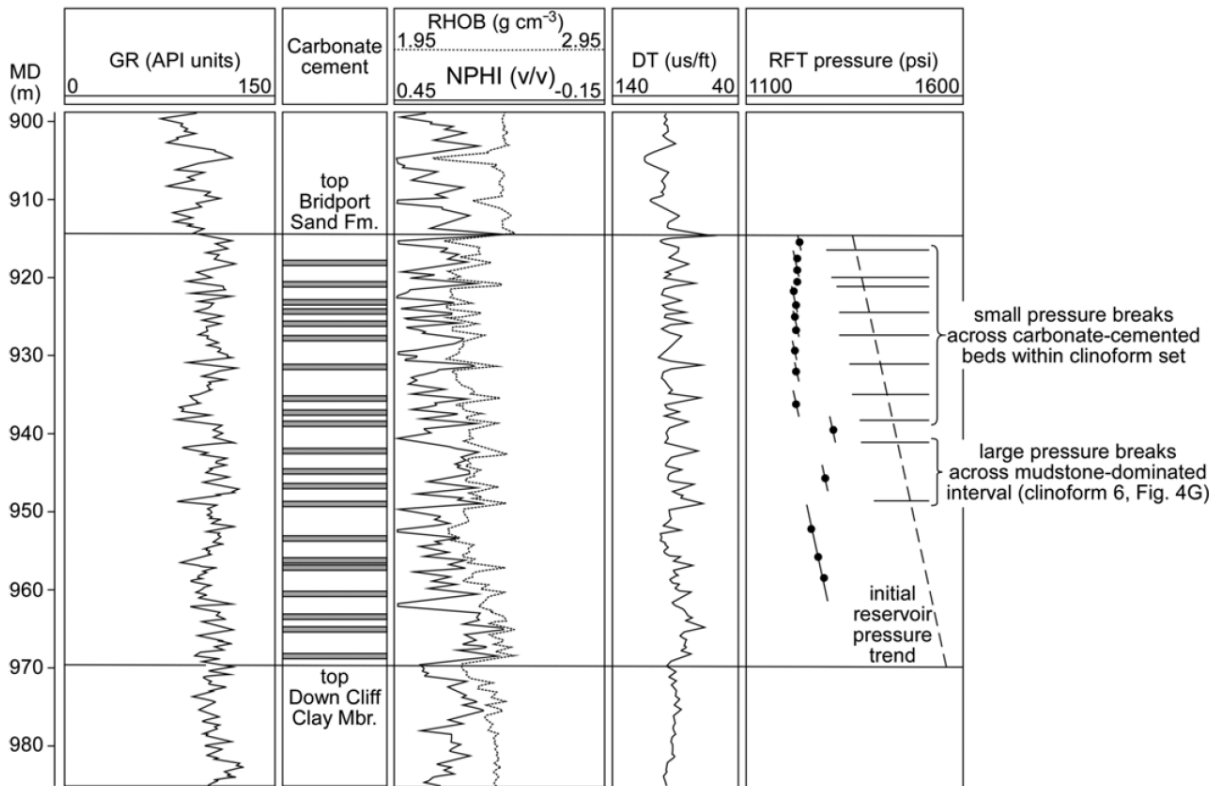 MD
(m)
GR (API units)
0 150
Carbonate
cement
RHOB (g cm⁻³)
1.95 2.95
NPHI (v/v)
0.45 -0.15
DT (us/ft)
140 40
RFT pressure (psi)
1100 1600
900
910
920
930
940
950
960
970
980
top
Bridport
Sand Fm.
top
Down Cliff
Clay Mbr.
small pressure breaks
across carbonate-cemented
beds within clinoform set
large pressure breaks
across mudstone-dominated
interval (clinoform 6, Fig. 4G)
initial
reservoir
pressure
trend